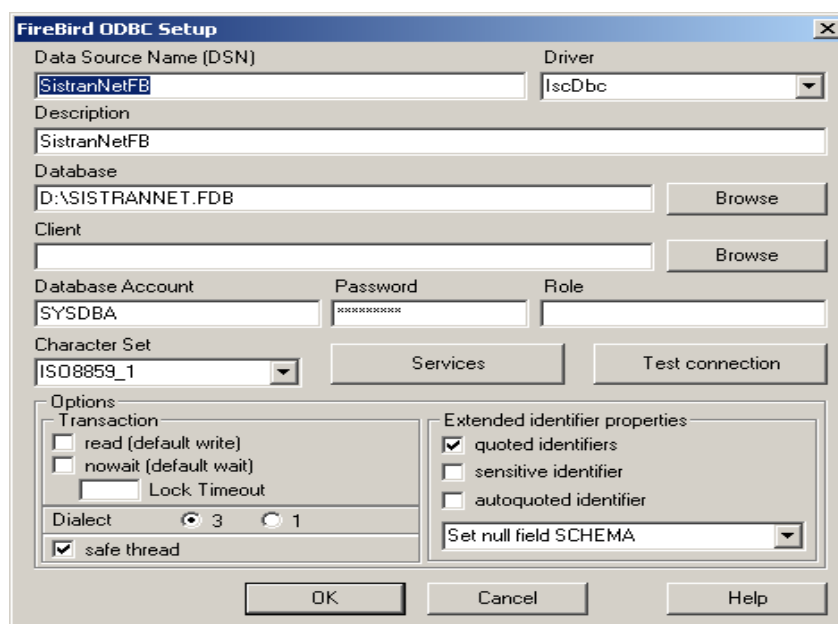 FireBird ODBC Setup
Data Source Name (DSN)
Driver
SistranNetFB
IscDbc
Description
SistranNetFB
Database
D:\SISTRANNET.FDB
Browse
Client
Browse
Database Account
Password
Role
SYSDBA
*********
Character Set
ISO8859_1
Services
Test connection
Options
Transaction
read (default write)
nowait (default wait)
Lock Timeout
Dialect
3
1
safe thread
Extended identifier properties
quoted identifiers
sensitive identifier
autoquoted identifier
Set null field SCHEMA
OK
Cancel
Help